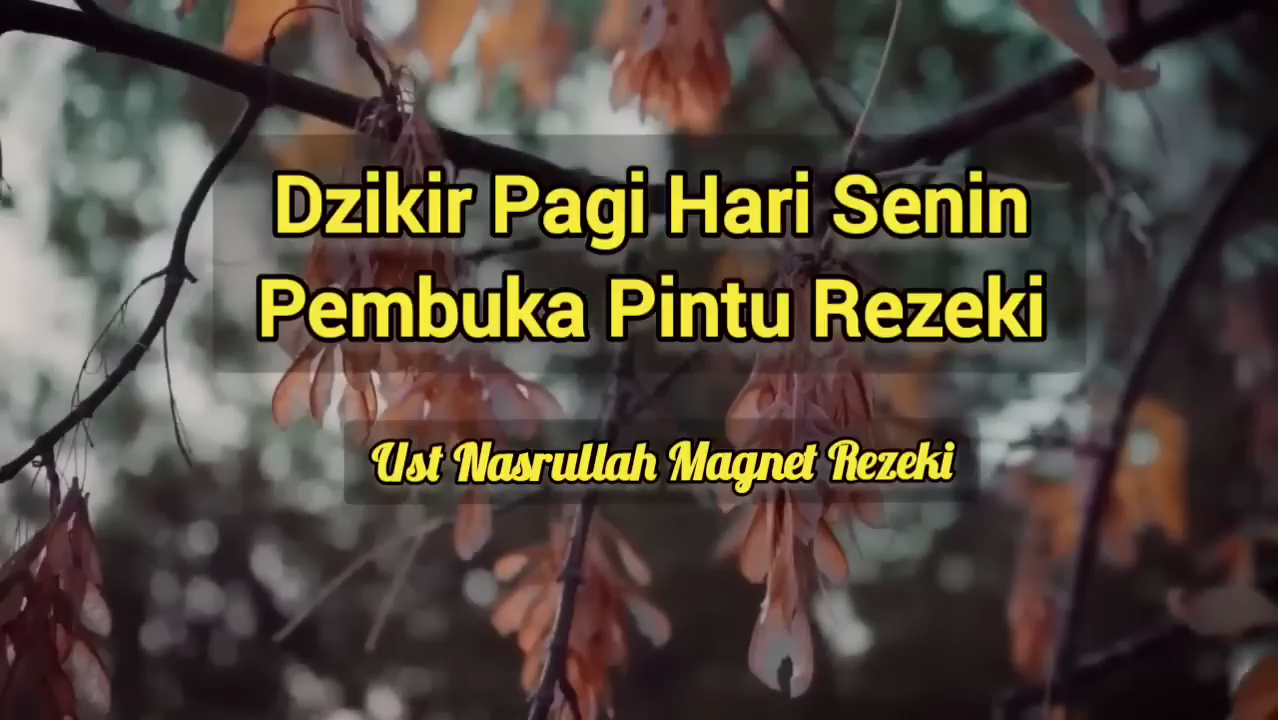 Dzikir Pagi Hari Senin
Pembuka Pintu Rezeki
Ust Nasrullah Magnet Rezeki